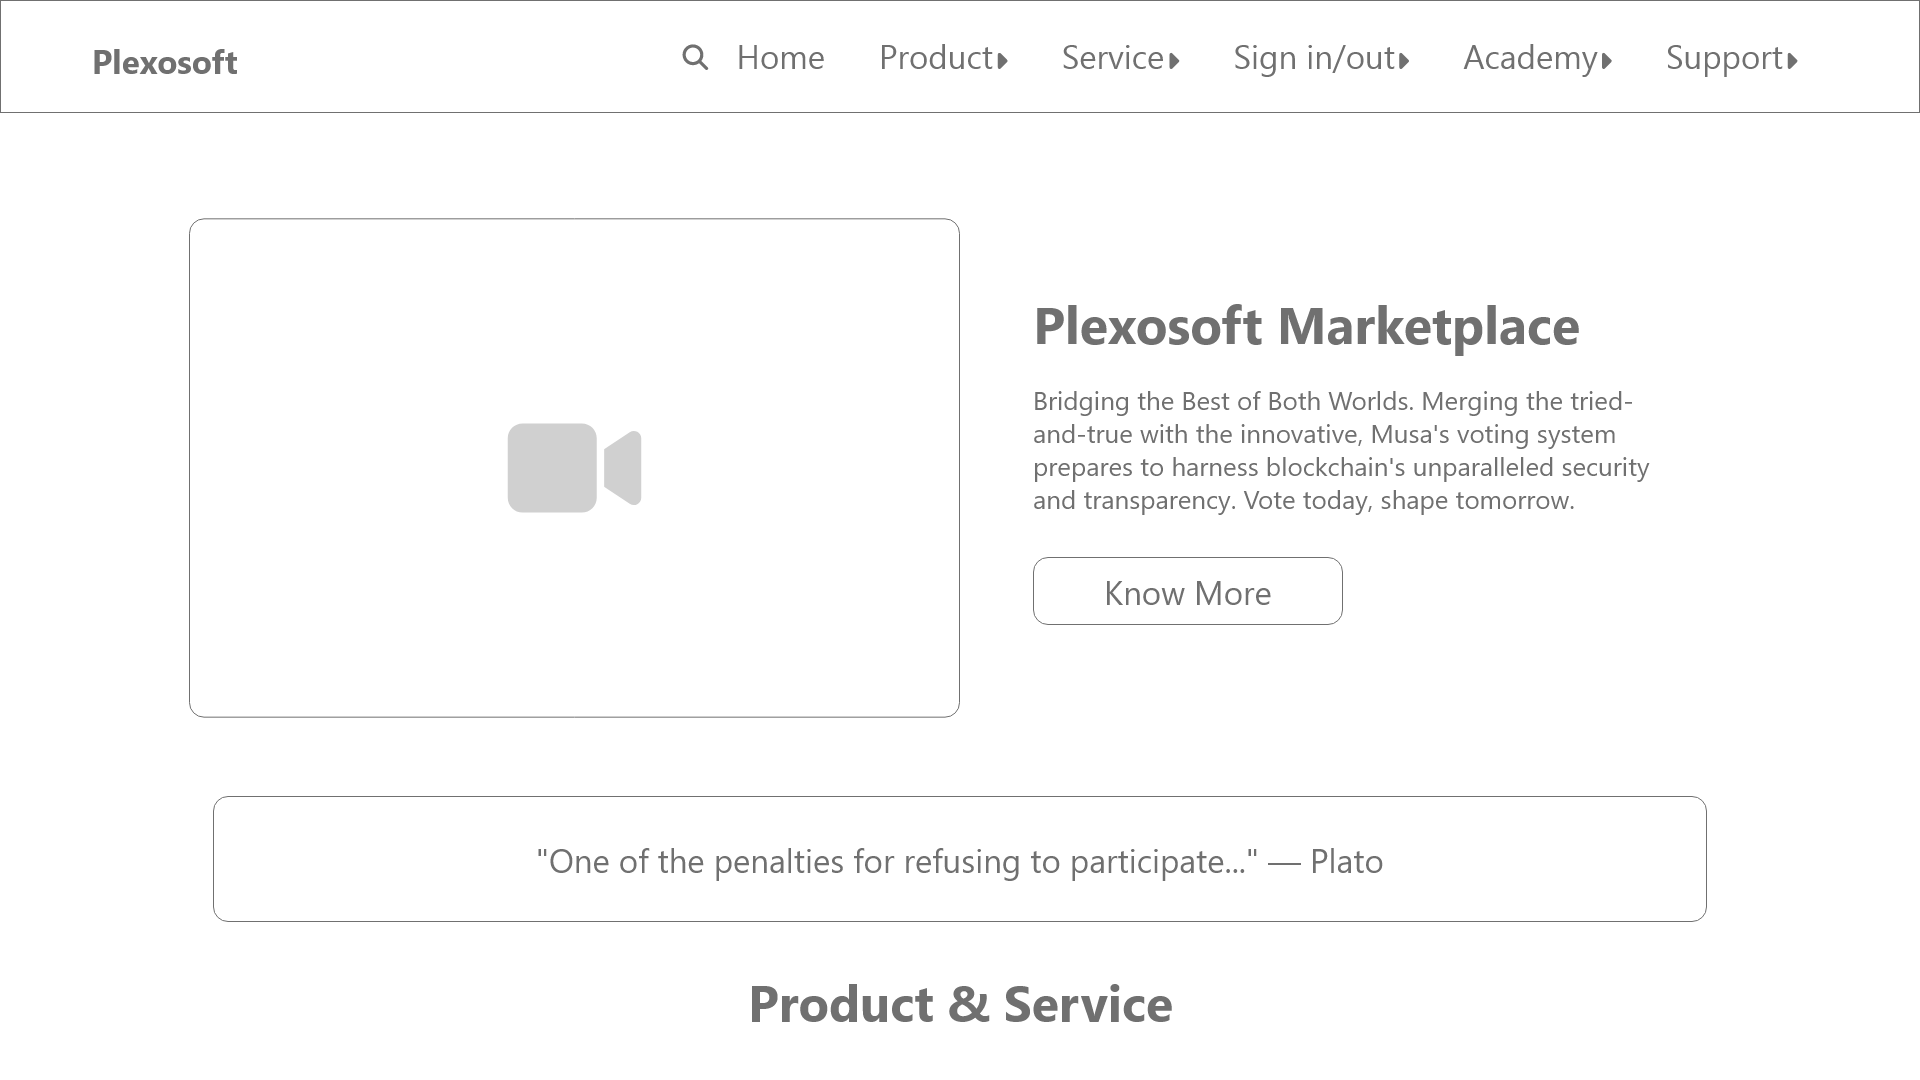 Plexosoft
Home Product Service Sign in/out Academy Support
Plexosoft Marketplace
Bridging the Best of Both Worlds. Merging the tried-
and-true with the innovative, Musa's voting system
prepares to harness blockchain's unparalleled security
and transparency. Vote today, shape tomorrow.
Know More
"One of the penalties for refusing to participate..." — Plato
Product & Service